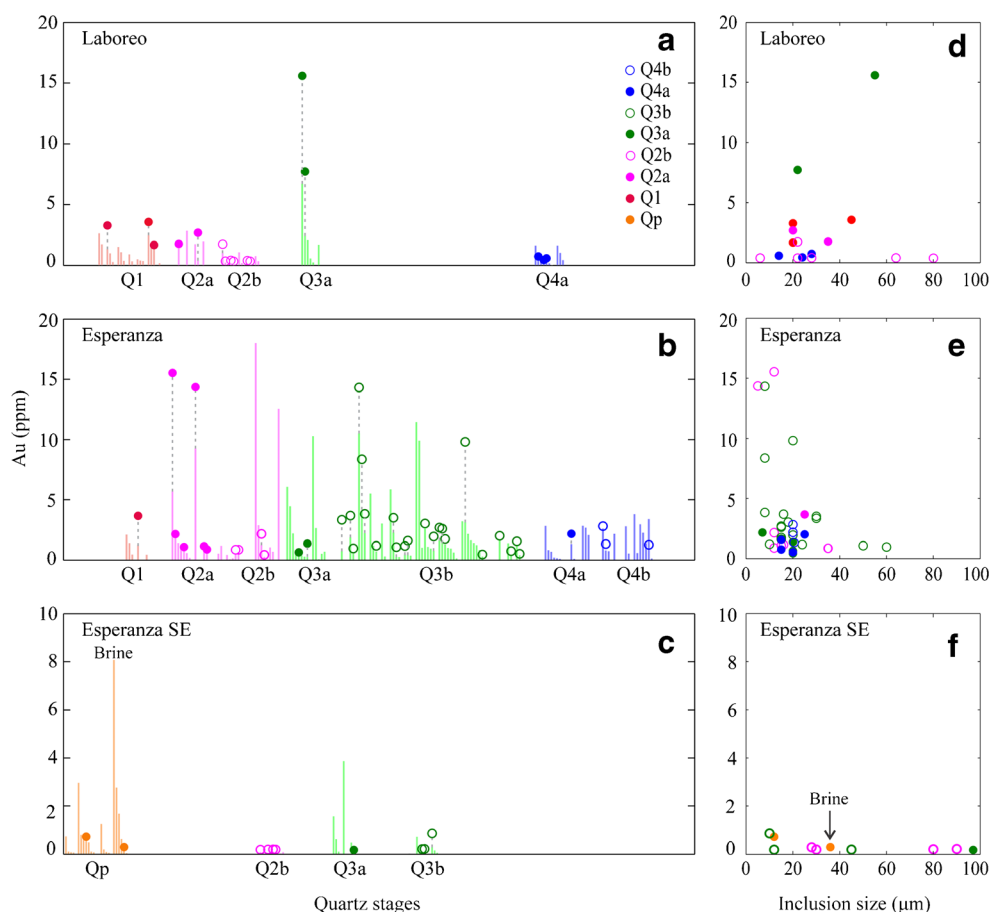 20
15
10
5
0
Laboreo
a
Q4b
Q4a
Q3b
Q3a
Q2b
Q2a
Q1
Qp
Q1 Q2a Q2b Q3a Q4a
20
15
10
5
0
Laboreo
d
0 20 40 60 80 100
Au (ppm)
20
15
10
5
0
Esperanza
b
Q1 Q2a Q2b Q3a Q3b Q4a Q4b
20
15
10
5
0
Esperanza
e
0 20 40 60 80 100
10
8
6
4
2
0
Esperanza SE
Brine
c
Qp Q2b Q3a Q3b
Quartz stages
10
8
6
4
2
0
Esperanza SE
f
Brine
0 20 40 60 80 100
Inclusion size (μm)